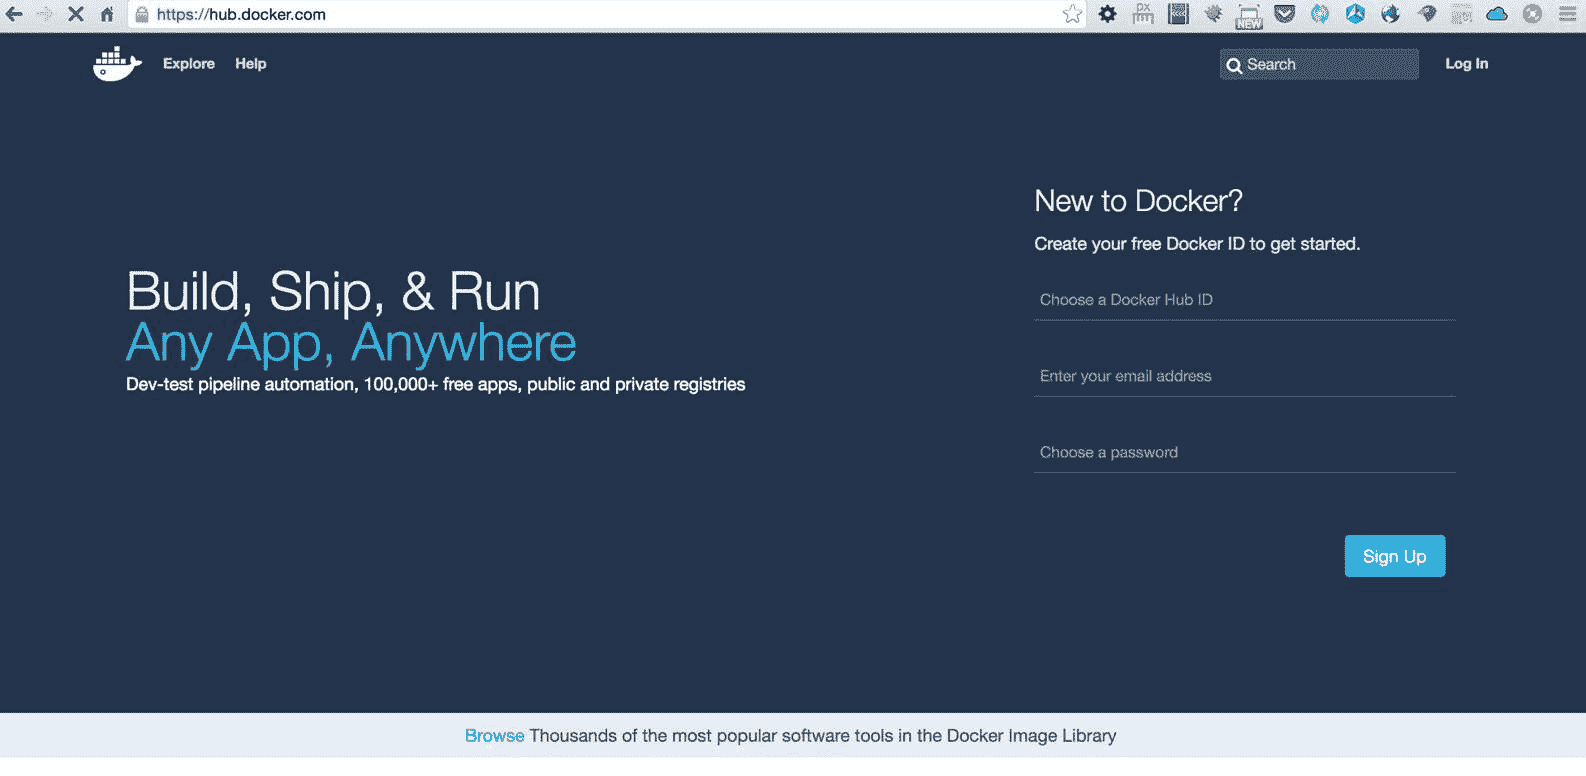 https://hub.docker.com
NEW
Explore Help
Search
Log In
New to Docker?
Create your free Docker ID to get started.
Choose a Docker Hub ID
Enter your email address
Choose a password
Sign Up
Build, Ship, & Run
Any App, Anywhere
Dev-test pipeline automation, 100,000+ free apps, public and private registries
Browse Thousands of the most popular software tools in the Docker Image Library